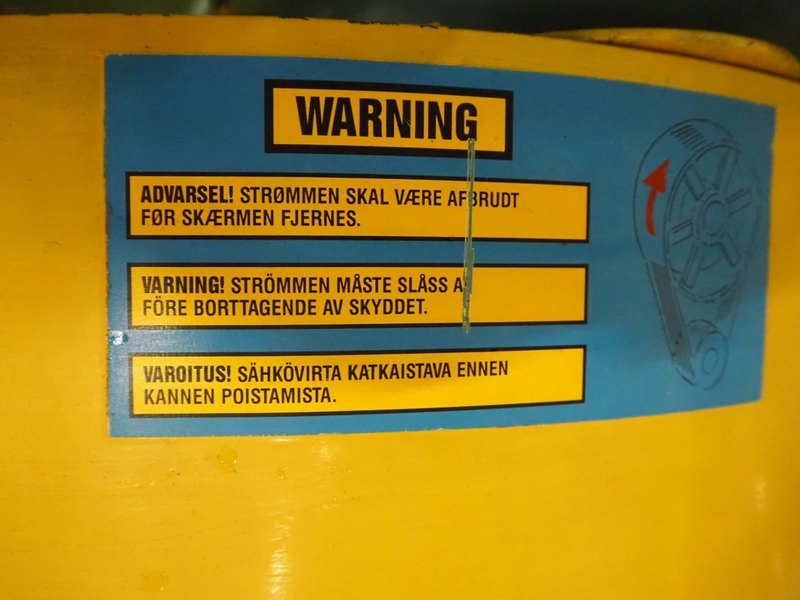 WARNING
ADVARSEL! STRØMMEN SKAL VÆRE AFBRUDT
FØR SKÆRMEN FJERNES.
VARNING! STRÖMMEN MÅSTE SLÅSS
FÖRE BORTTAGENDE AV SKYDDET.
VAROITUS! SÄHKÖVIRTA KATKAISTAVA ENNEN
KANNEN POISTAMISTA.